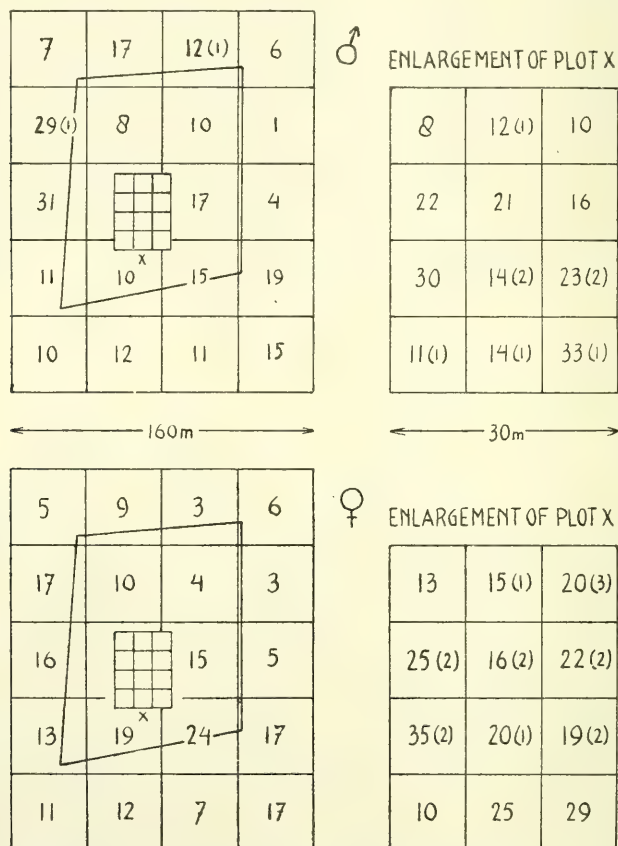 ♂ ENLARGEMENT OF PLOT X
7 17 12(1) 6
29(1) 8 10 1
31 17 4
X
11 10 15 19
10 12 11 15
8 12(1) 10
22 21 16
30 14(2) 23(2)
11(1) 14(1) 33(1)
160m
30m
♀ ENLARGEMENT OF PLOT X
5 9 3 6
17 10 4 3
16 15 5
X
13 19 24 17
11 12 7 17
13 15(1) 20(3)
25(2) 16(2) 22(2)
35(2) 20(1) 19(2)
10 25 29